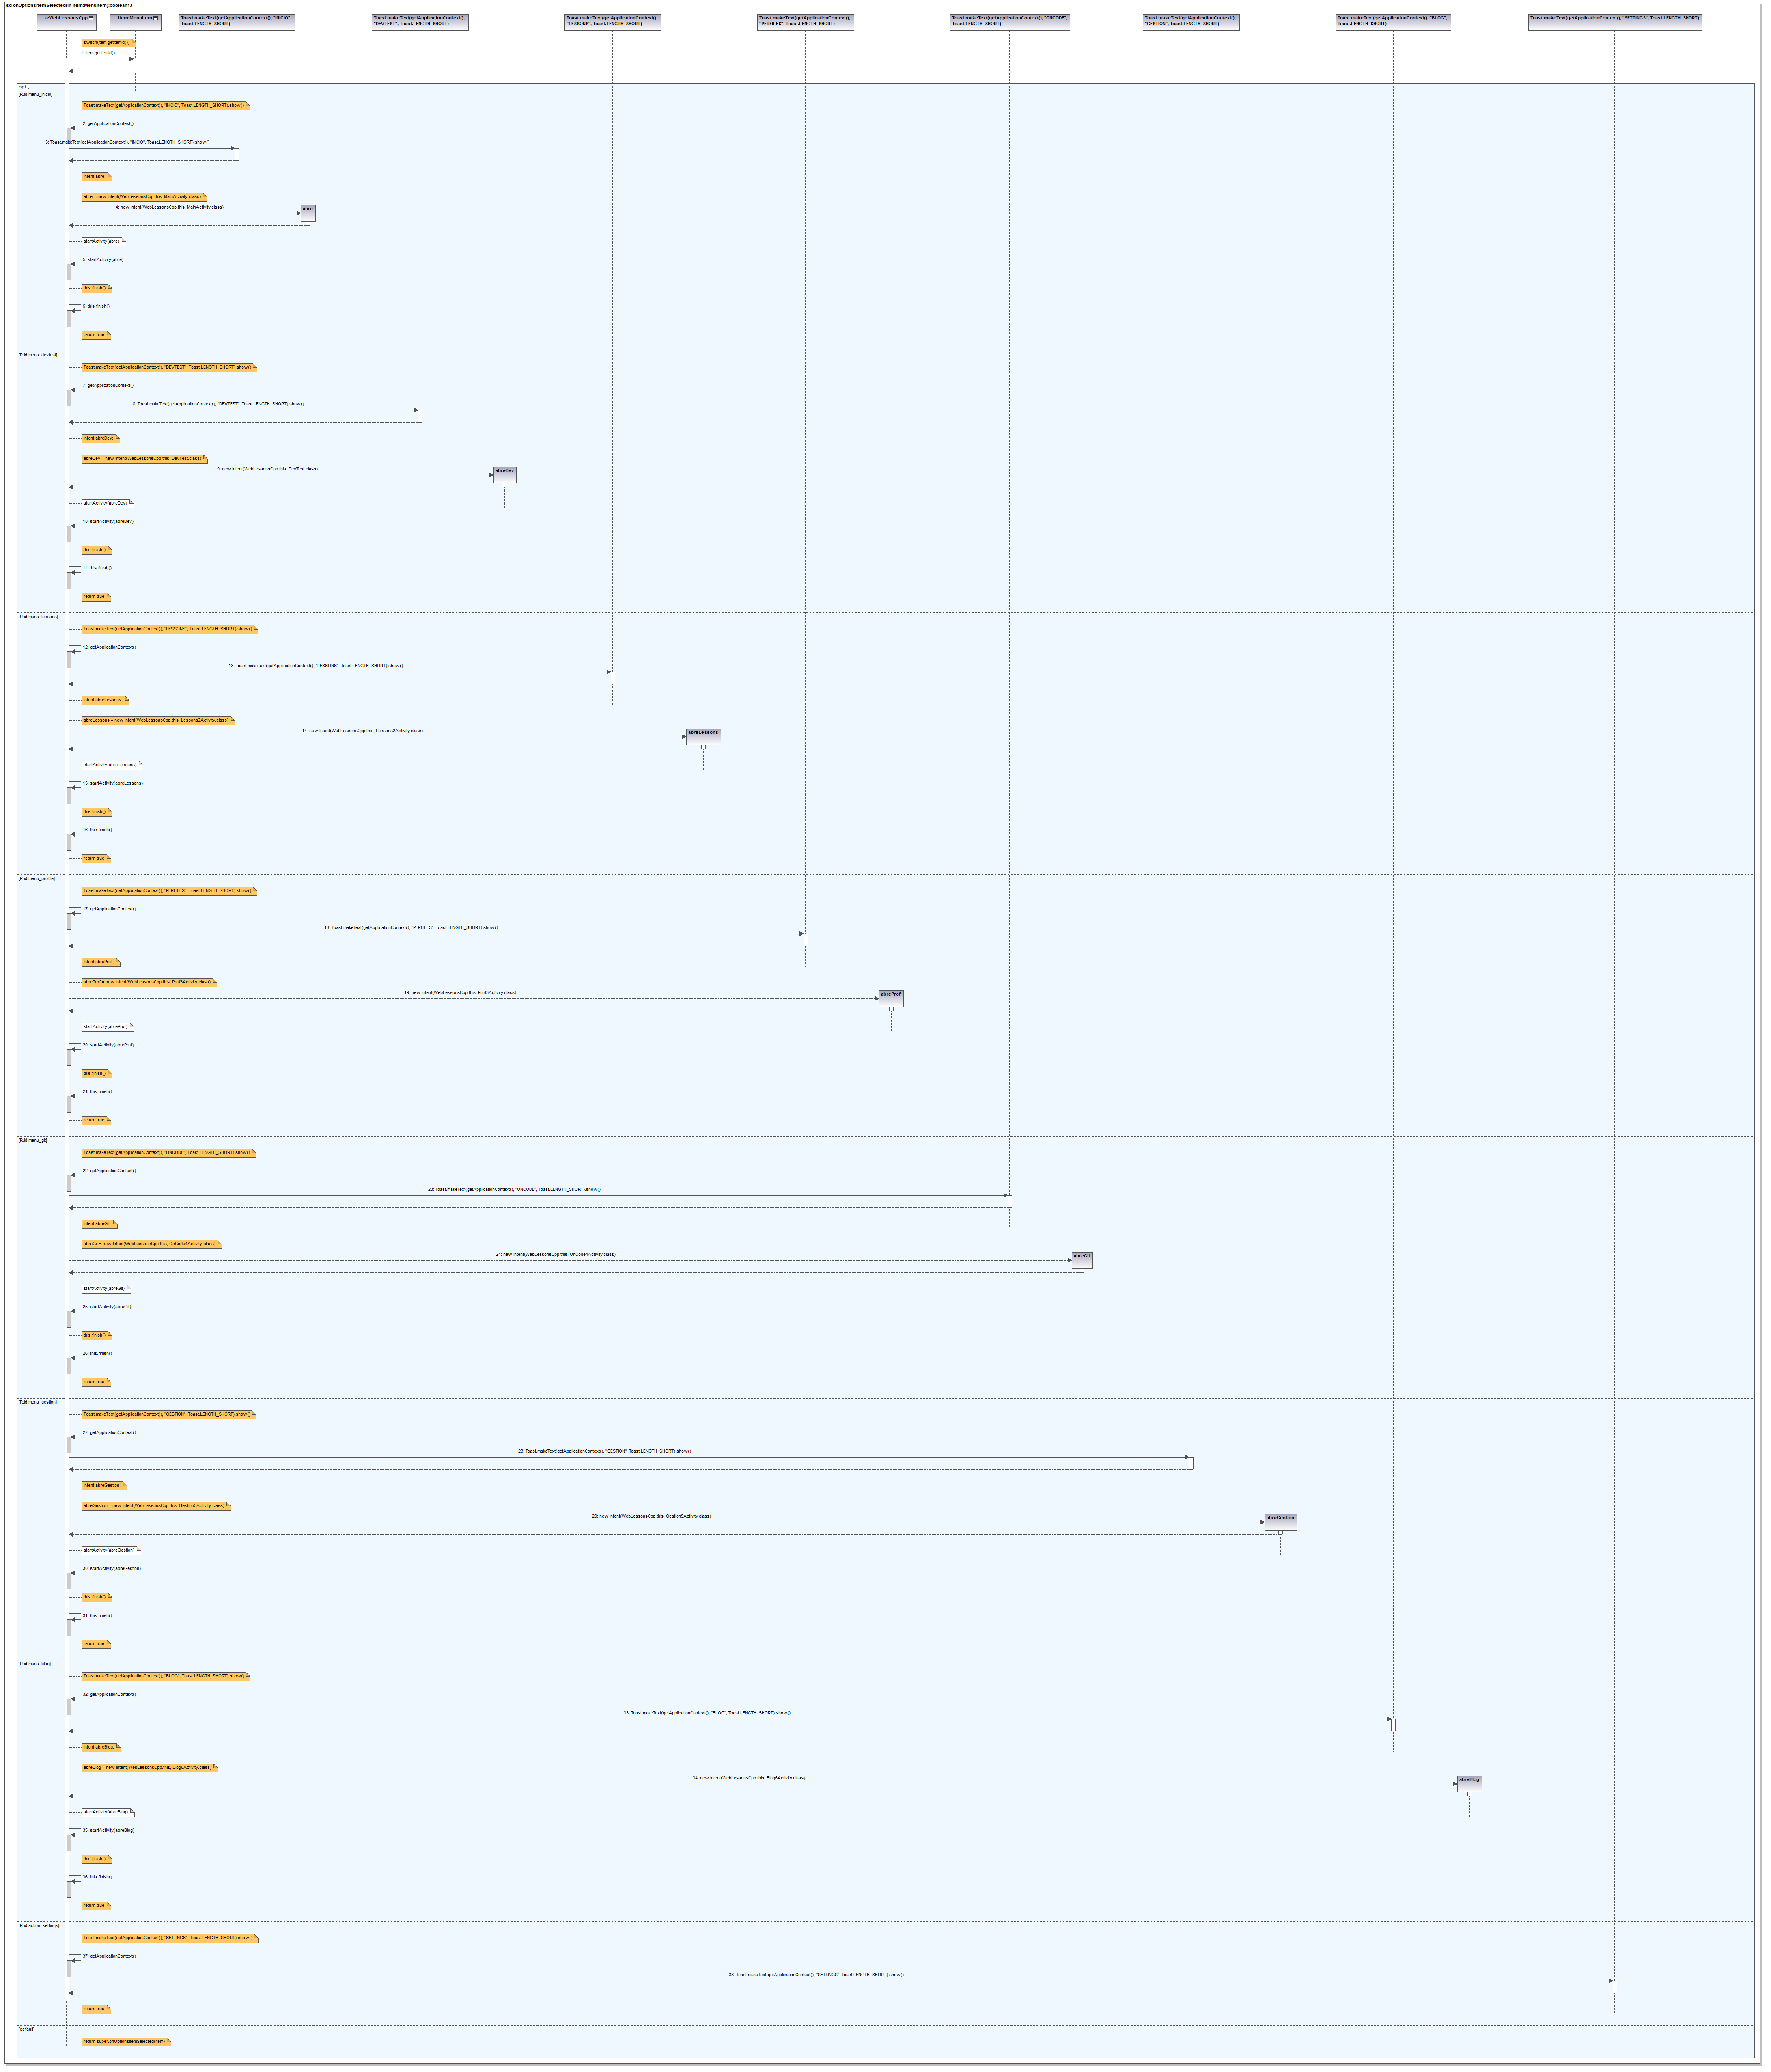 sd onOptionsItemSelected(in item:MenuItem):boolean13
a:WebLessonsCpp
item:MenuItem
Toast.makeText(getApplicationContext(), "INICIO",
Toast.LENGTH_SHORT)
Toast.makeText(getApplicationContext(),
"DEVTEST", Toast.LENGTH_SHORT)
Toast.makeText(getApplicationContext(),
"LESSONS", Toast.LENGTH_SHORT)
Toast.makeText(getApplicationContext(),
"PERFILES", Toast.LENGTH_SHORT)
Toast.makeText(getApplicationContext(), "ONCODE",
Toast.LENGTH_SHORT)
Toast.makeText(getApplicationContext(),
"GESTION", Toast.LENGTH_SHORT)
Toast.makeText(getApplicationContext(), "BLOG",
Toast.LENGTH_SHORT)
Toast.makeText(getApplicationContext(), "SETTINGS", Toast.LENGTH_SHORT)
switch(item.getItemId())
1: item.getItemId()
opt
[R.id.menu_inicio]
Toast.makeText(getApplicationContext(), "INICIO", Toast.LENGTH_SHORT).show()
2: getApplicationContext()
3: Toast.makeText(getApplicationContext(), "INICIO", Toast.LENGTH_SHORT).show()
Intent abre;
abre = new Intent(WebLessonsCpp.this, MainActivity.class)
4: new Intent(WebLessonsCpp.this, MainActivity.class)
abre
startActivity(abre)
5: startActivity(abre)
this.finish()
6: this.finish()
return true
[R.id.menu_devtest]
Toast.makeText(getApplicationContext(), "DEVTEST", Toast.LENGTH_SHORT).show()
7: getApplicationContext()
8: Toast.makeText(getApplicationContext(), "DEVTEST", Toast.LENGTH_SHORT).show()
Intent abreDev;
abreDev = new Intent(WebLessonsCpp.this, DevTest.class)
9: new Intent(WebLessonsCpp.this, DevTest.class)
abreDev
startActivity(abreDev)
10: startActivity(abreDev)
this.finish()
11: this.finish()
return true
[R.id.menu_lessons]
Toast.makeText(getApplicationContext(), "LESSONS", Toast.LENGTH_SHORT).show()
12: getApplicationContext()
13: Toast.makeText(getApplicationContext(), "LESSONS", Toast.LENGTH_SHORT).show()
Intent abreLessons;
abreLessons = new Intent(WebLessonsCpp.this, Lessons2Activity.class)
14: new Intent(WebLessonsCpp.this, Lessons2Activity.class)
abreLessons
startActivity(abreLessons)
15: startActivity(abreLessons)
this.finish()
16: this.finish()
return true
[R.id.menu_profile]
Toast.makeText(getApplicationContext(), "PERFILES", Toast.LENGTH_SHORT).show()
17: getApplicationContext()
18: Toast.makeText(getApplicationContext(), "PERFILES", Toast.LENGTH_SHORT).show()
Intent abreProf;
abreProf = new Intent(WebLessonsCpp.this, Prof3Activity.class)
19: new Intent(WebLessonsCpp.this, Prof3Activity.class)
abreProf
startActivity(abreProf)
20: startActivity(abreProf)
this.finish()
21: this.finish()
return true
[R.id.menu_git]
Toast.makeText(getApplicationContext(), "ONCODE", Toast.LENGTH_SHORT).show()
22: getApplicationContext()
23: Toast.makeText(getApplicationContext(), "ONCODE", Toast.LENGTH_SHORT).show()
Intent abreGit;
abreGit = new Intent(WebLessonsCpp.this, OnCode4Activity.class)
24: new Intent(WebLessonsCpp.this, OnCode4Activity.class)
abreGit
startActivity(abreGit)
25: startActivity(abreGit)
this.finish()
26: this.finish()
return true
[R.id.menu_gestion]
Toast.makeText(getApplicationContext(), "GESTION", Toast.LENGTH_SHORT).show()
27: getApplicationContext()
28: Toast.makeText(getApplicationContext(), "GESTION", Toast.LENGTH_SHORT).show()
Intent abreGestion;
abreGestion = new Intent(WebLessonsCpp.this, Gestion5Activity.class)
29: new Intent(WebLessonsCpp.this, Gestion5Activity.class)
abreGestion
startActivity(abreGestion)
30: startActivity(abreGestion)
this.finish()
31: this.finish()
return true
[R.id.menu_blog]
Toast.makeText(getApplicationContext(), "BLOG", Toast.LENGTH_SHORT).show()
32: getApplicationContext()
33: Toast.makeText(getApplicationContext(), "BLOG", Toast.LENGTH_SHORT).show()
Intent abreBlog;
abreBlog = new Intent(WebLessonsCpp.this, Blog6Activity.class)
34: new Intent(WebLessonsCpp.this, Blog6Activity.class)
abreBlog
startActivity(abreBlog)
35: startActivity(abreBlog)
this.finish()
36: this.finish()
return true
[R.id.action_settings]
Toast.makeText(getApplicationContext(), "SETTINGS", Toast.LENGTH_SHORT).show()
37: getApplicationContext()
38: Toast.makeText(getApplicationContext(), "SETTINGS", Toast.LENGTH_SHORT).show()
return true
[default]
return super.onOptionsItemSelected(item)